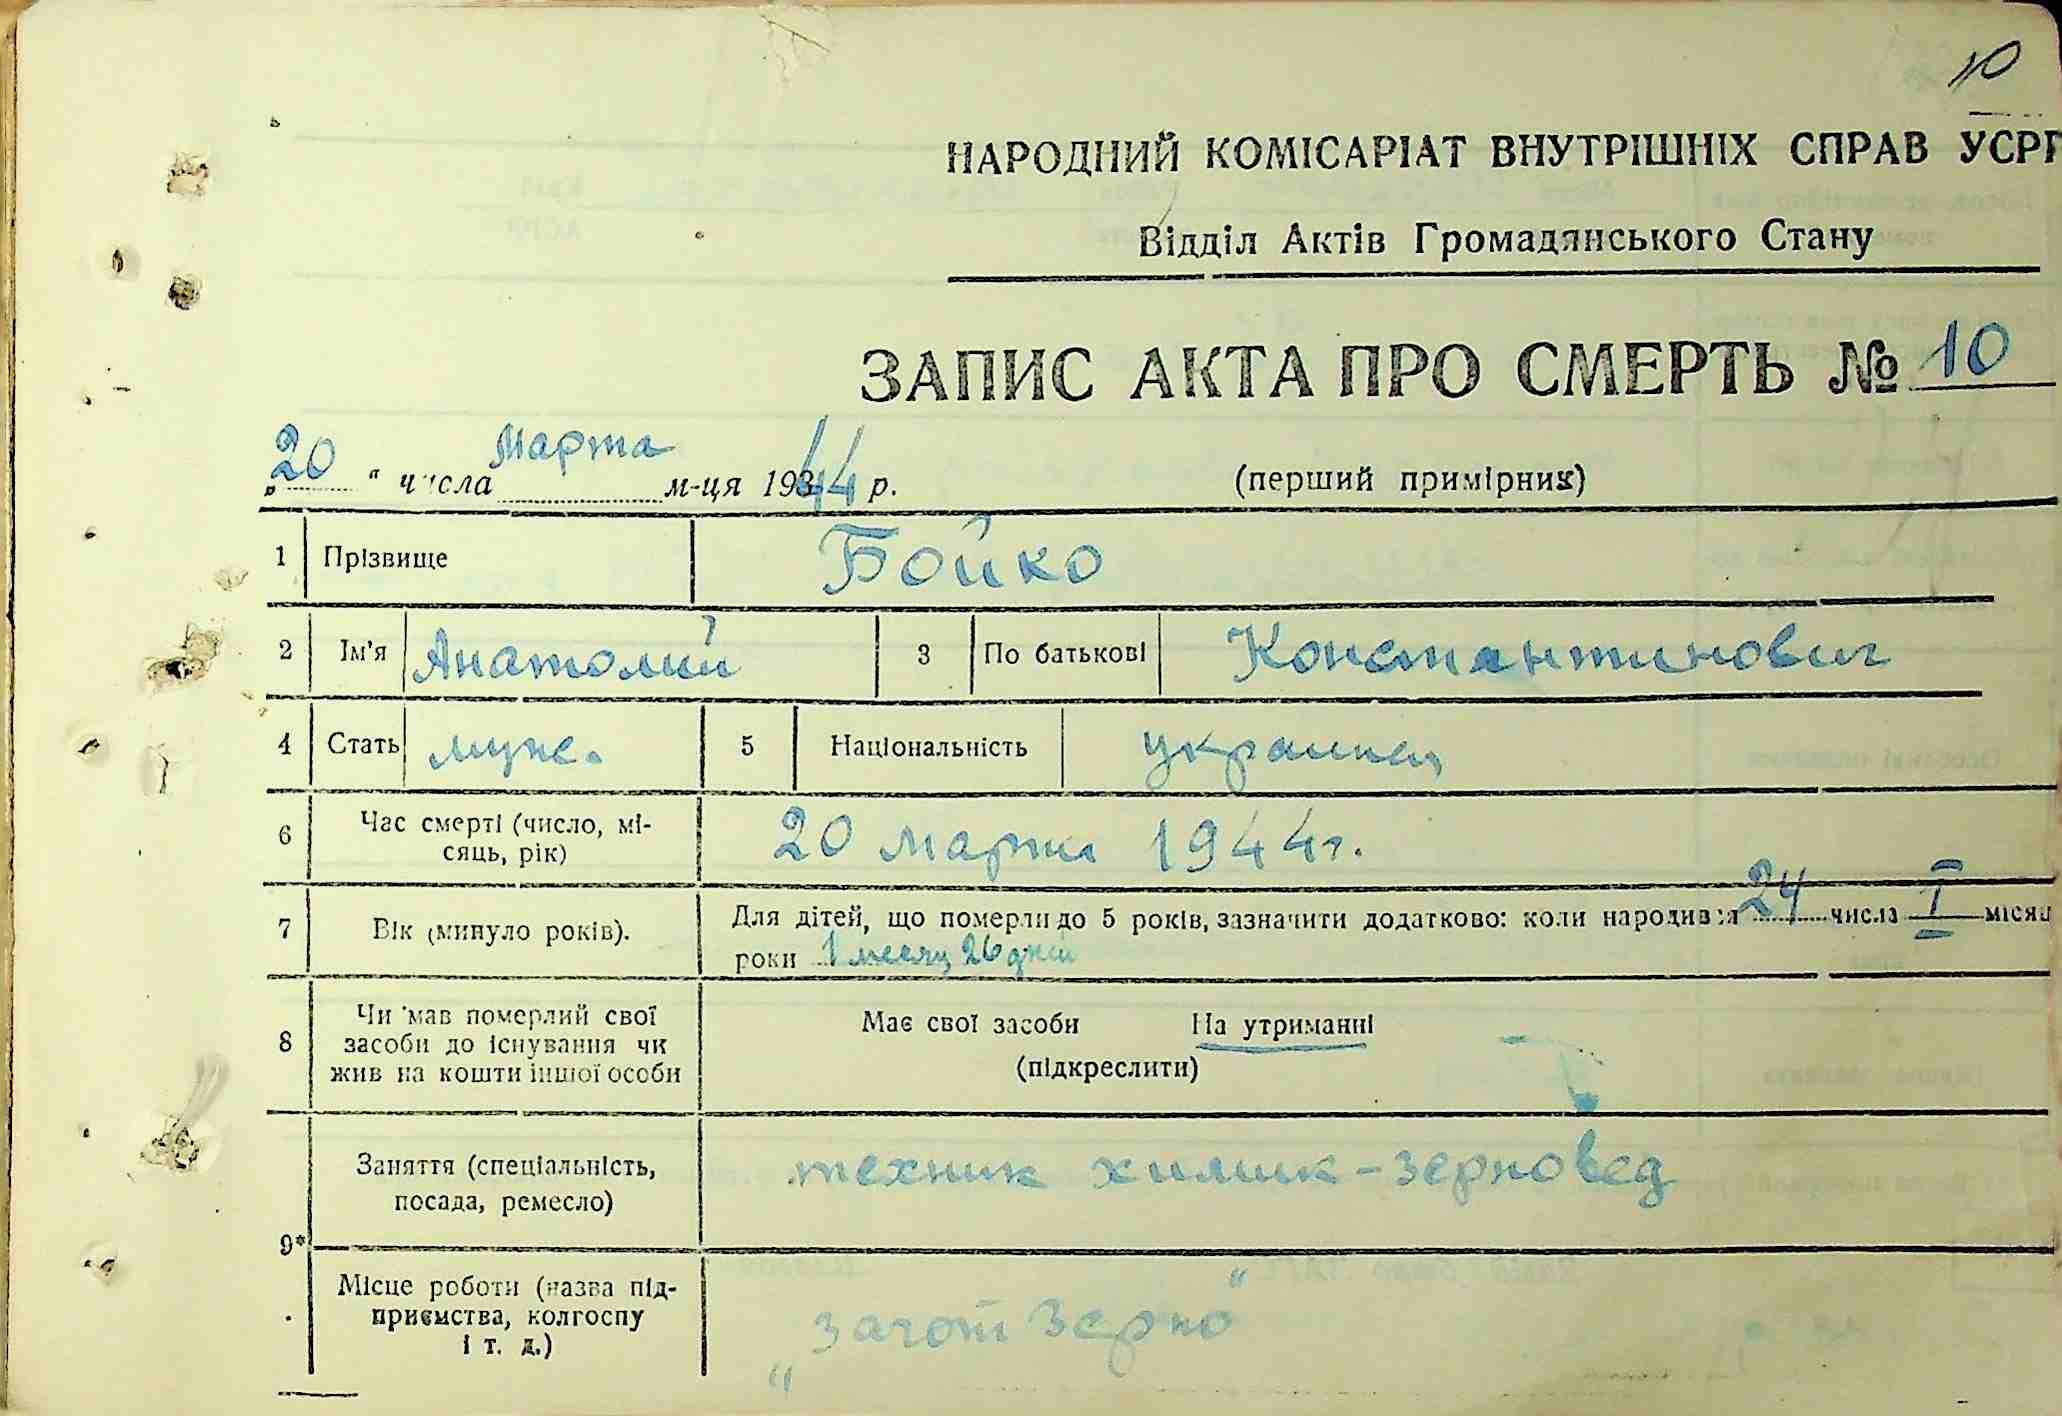 10
НАРОДНИЙ КОМІСАРІАТ ВНУТРІШНІХ СПРАВ УСРР
Відділ Актів Громадянського Стану
ЗАПИС АКТА ПРО СМЕРТЬ № 10
„20“ числа Марта м-ця 1944 р. (перший примірник)
1 Прізвище Бойко
2 Ім'я Анатолий 3 По батькові Константинович
4 Стать муж. 5 Національність украинец
6 Час смерті (число, мі-
сяць, рік) 20 марта 1944 г.
7 Вік (минуло років). Для дітей, що померли до 5 років, зазначити додатково: коли народився 24 числа I місяц
роки 1 месяц 26 дней
8 Чи мав померлий свої
засоби до існування чи
жив на кошти іншої особи
Має свої засоби На утриманні
(підкреслити)
9*
Заняття (спеціальність,
посада, ремесло) техник химик-зерновед
Місце роботи (назва під-
приємства, колгоспу
і т. д.) „Заготзерно“